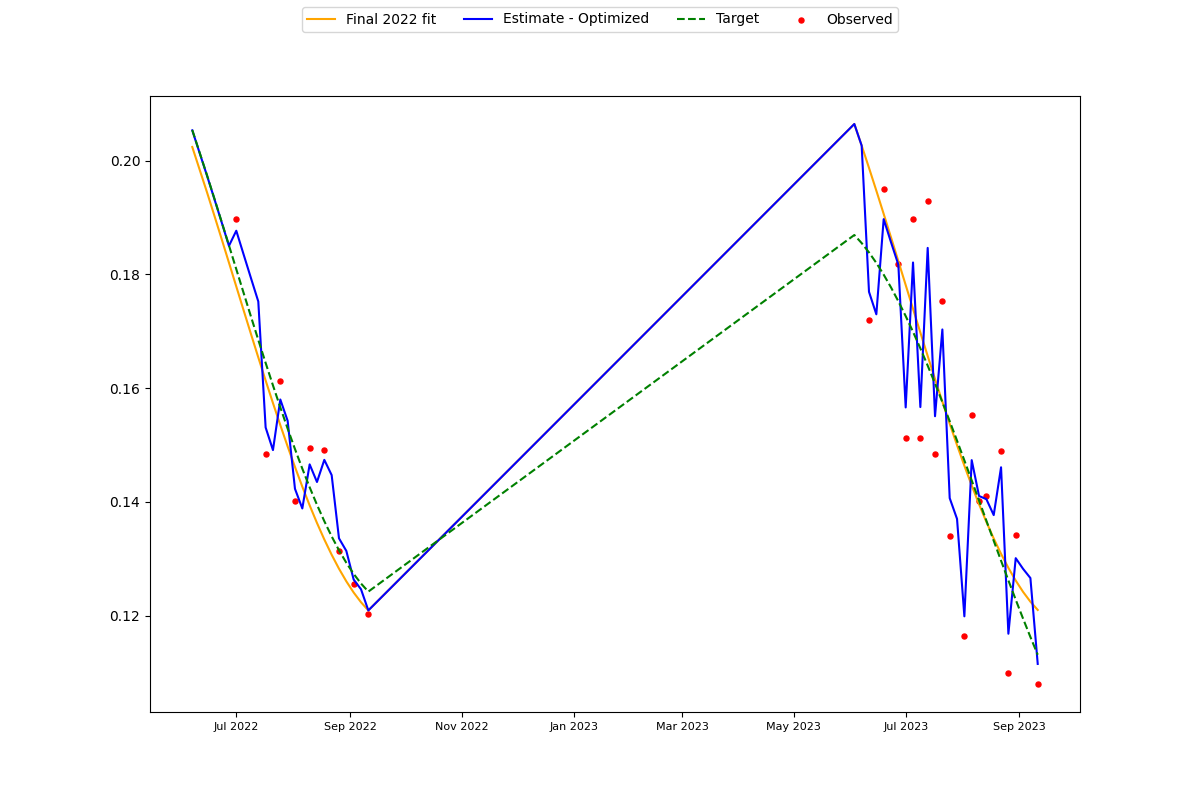 Final 2022 fit Estimate - Optimized Target Observed
0.20
0.18
0.16
0.14
0.12
Jul 2022 Sep 2022 Nov 2022 Jan 2023 Mar 2023 May 2023 Jul 2023 Sep 2023